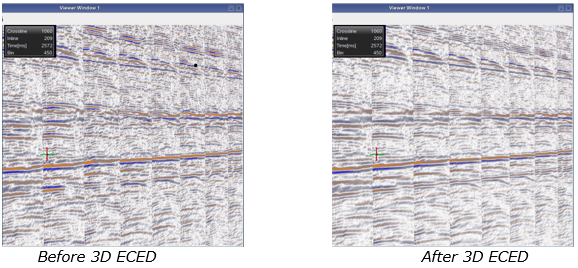 Viewer Window 1
Crossline 1060
Inline 209
Time[ms] 2572
Bin 450
Viewer Window 1
Crossline 1060
Inline 209
Time[ms] 2572
Bin 450
Before 3D ECED
After 3D ECED